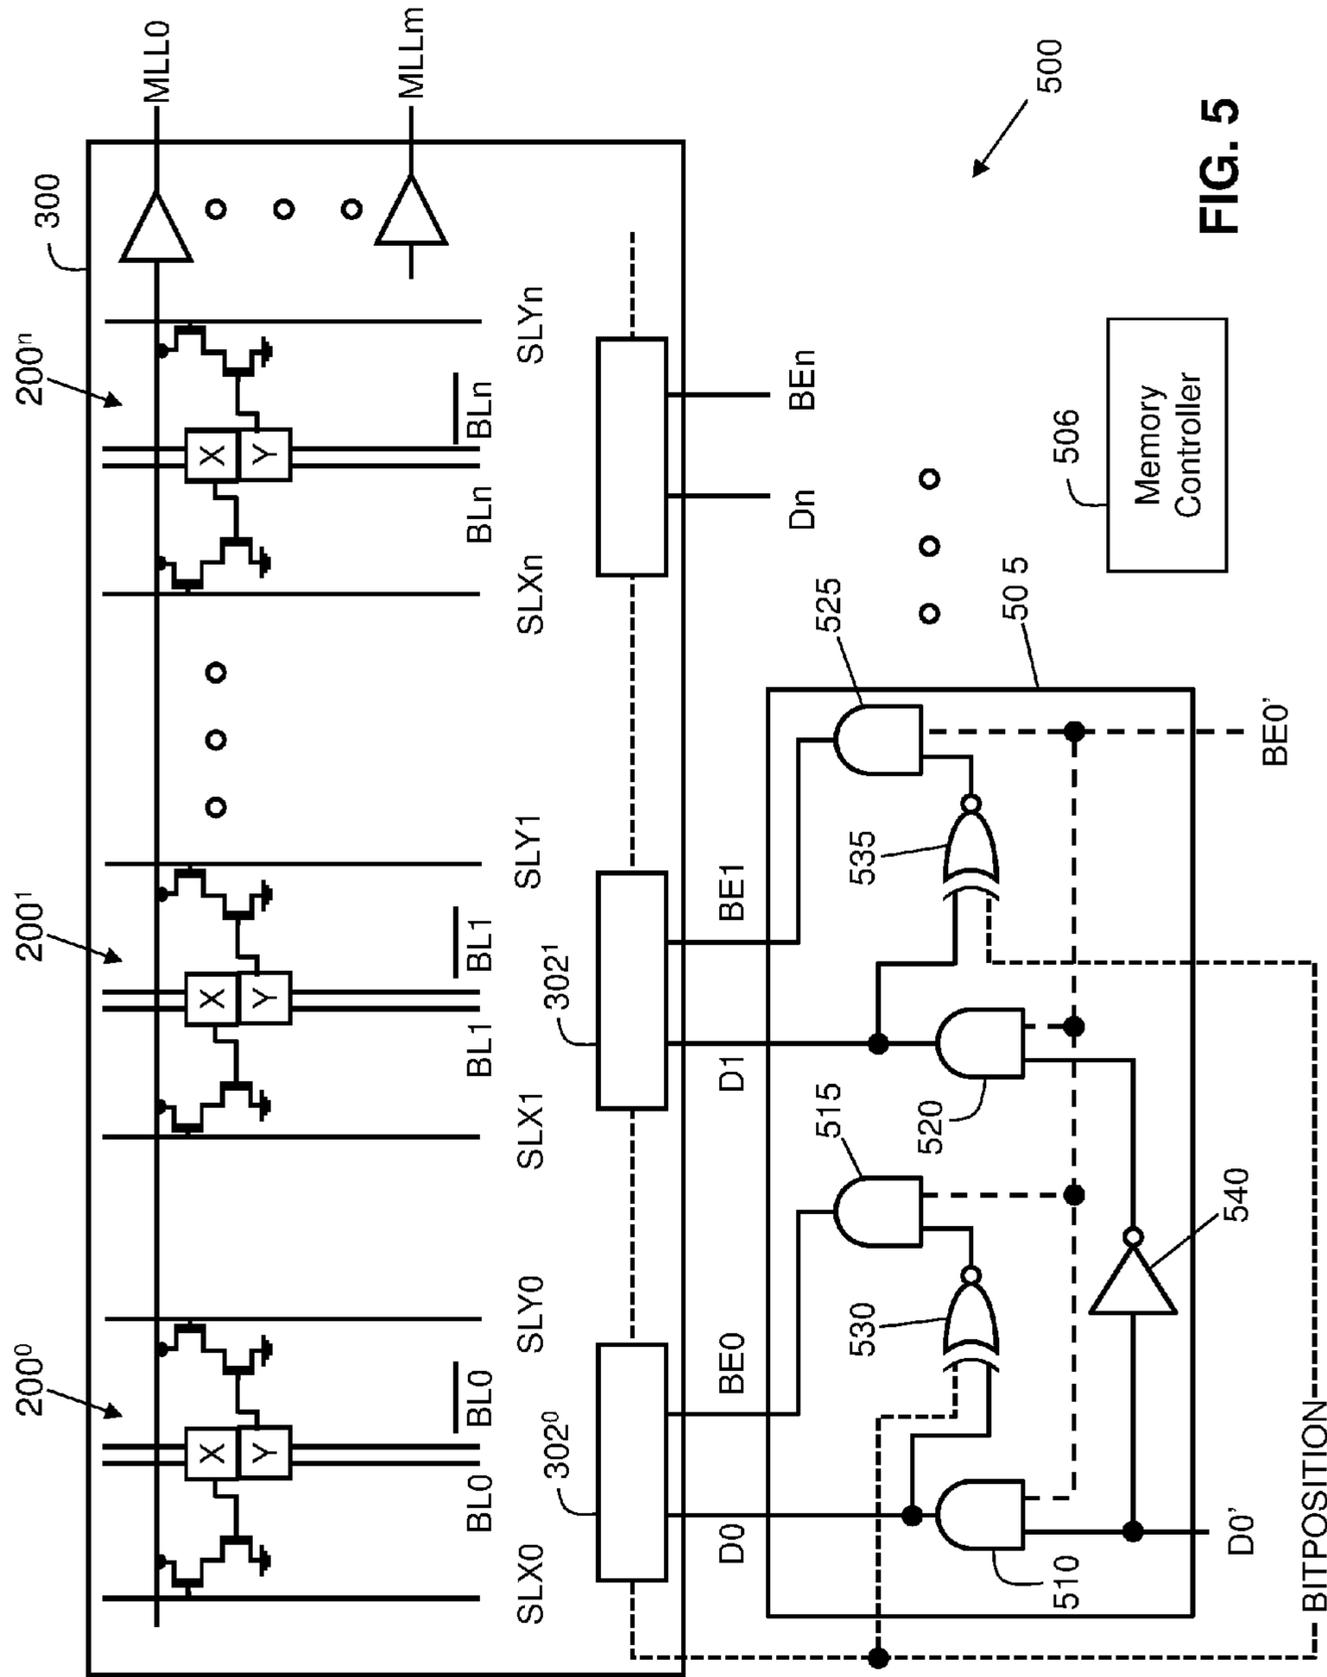 300
200⁰
200¹
200ⁿ
MLL0
X
Y
X
Y
X
Y
BL0
BL0
BL1
BL1
BLn
BLn
MLLm
SLX0
SLY0
SLX1
SLY1
SLXn
SLYn
302⁰
302¹
D0
BE0
D1
BE1
Dn
BEn
515
525
530
535
510
520
540
50 5
506
Memory
Controller
500
D0'
BE0'
BITPOSITION
FIG. 5